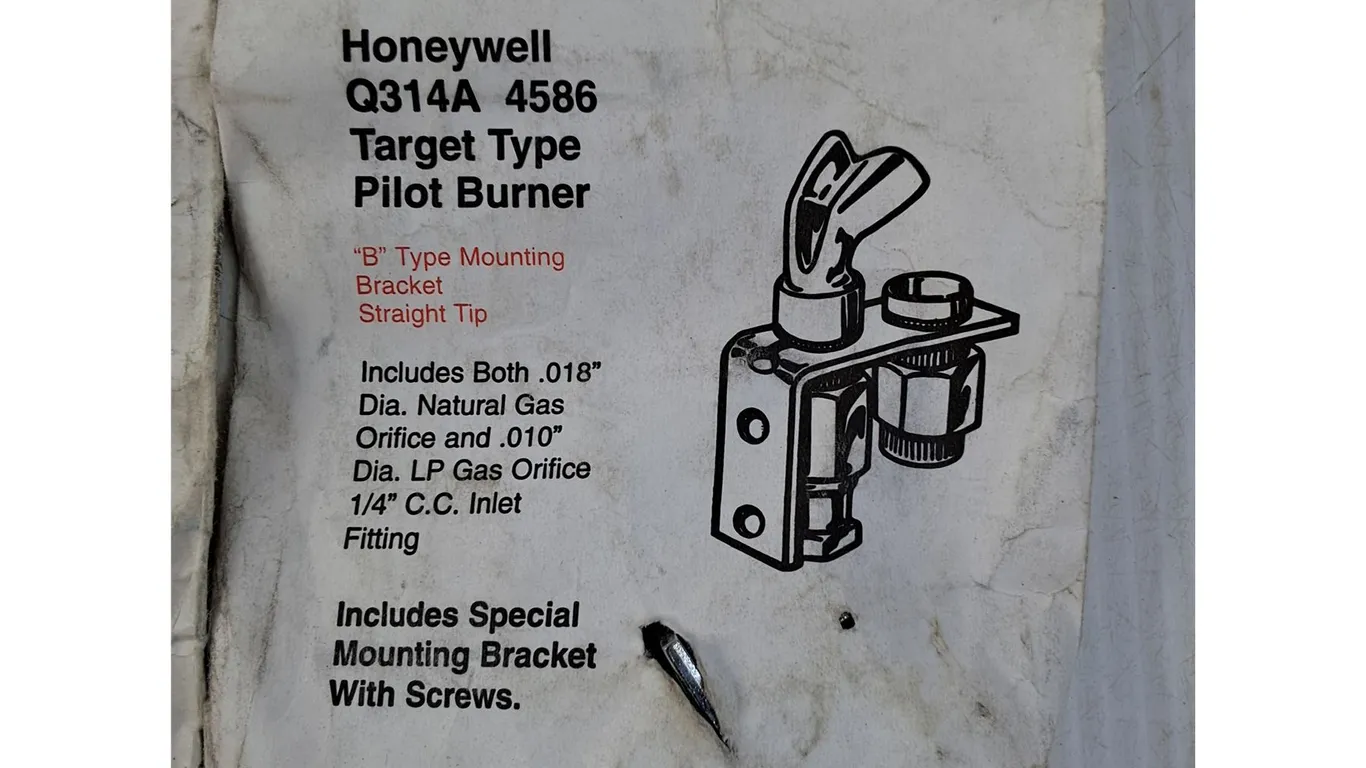 Honeywell
Q314A 4586
Target Type
Pilot Burner
“B” Type Mounting
Bracket
Straight Tip
Includes Both .018”
Dia. Natural Gas
Orifice and .010”
Dia. LP Gas Orifice
1/4” C.C. Inlet
Fitting
Includes Special
Mounting Bracket
With Screws.